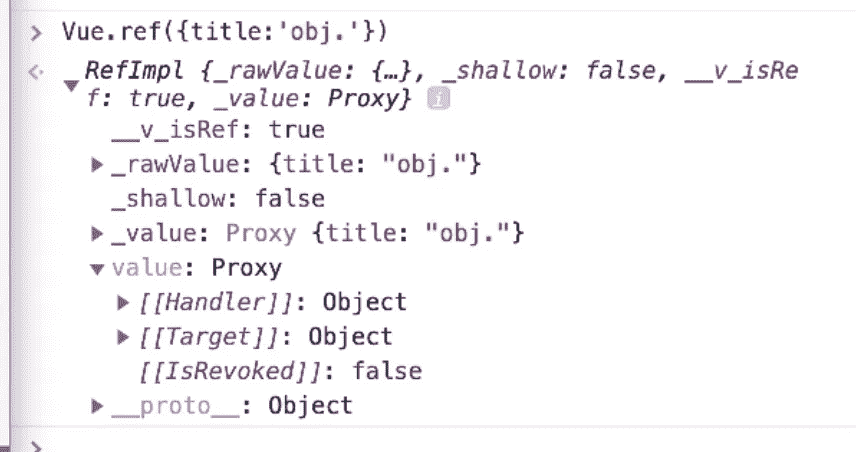 Vue.ref({title:'obj.'})
RefImpl {_rawValue: {…}, _shallow: false, __v_isRe
f: true, _value: Proxy} i
__v_isRef: true
_rawValue: {title: "obj."}
_shallow: false
_value: Proxy {title: "obj."}
value: Proxy
[[Handler]]: Object
[[Target]]: Object
[[IsRevoked]]: false
__proto__: Object